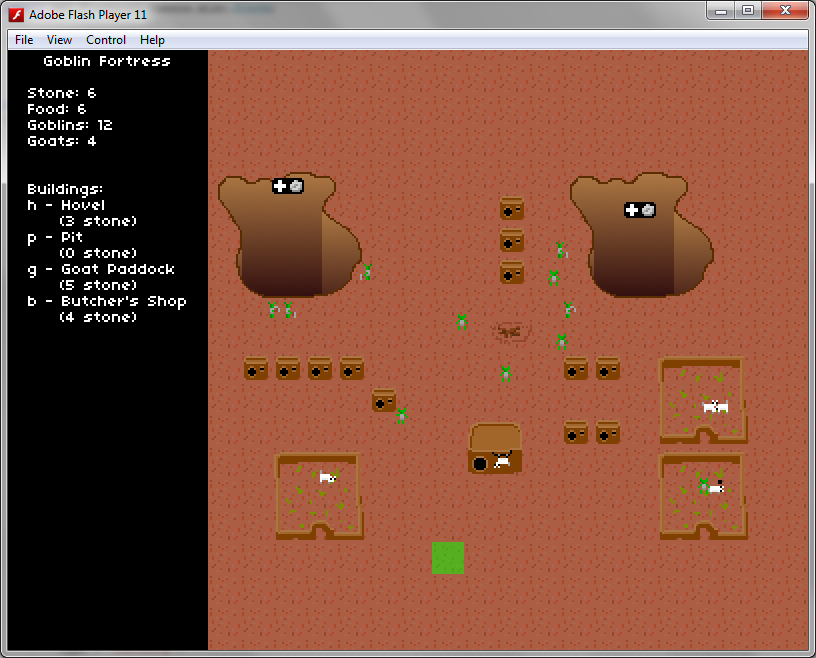 Adobe Flash Player 11
File View Control Help
Goblin Fortress
Stone: 6
Food: 6
Goblins: 12
Goats: 4
Buildings:
h - Hovel
(3 stone)
p - Pit
(0 stone)
g - Goat Paddock
(5 stone)
b - Butcher's Shop
(4 stone)